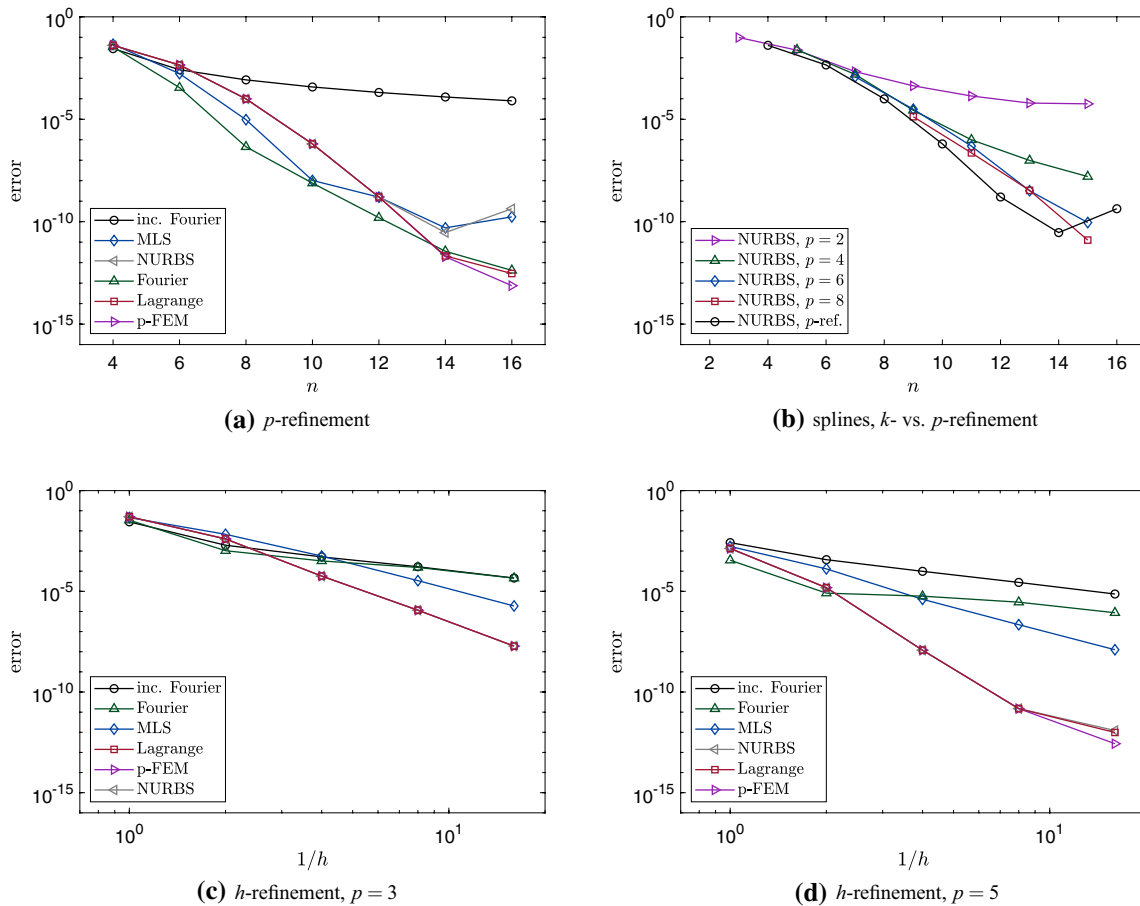 10^0
10^-5
10^-10
10^-15
error
inc. Fourier
MLS
NURBS
Fourier
Lagrange
p-FEM
4 6 8 10 12 14 16
n
(a) p-refinement
10^0
10^-5
10^-10
10^-15
error
NURBS, p = 2
NURBS, p = 4
NURBS, p = 6
NURBS, p = 8
NURBS, p-ref.
2 4 6 8 10 12 14 16
n
(b) splines, k- vs. p-refinement
10^0
10^-5
10^-10
10^-15
error
inc. Fourier
Fourier
MLS
Lagrange
p-FEM
NURBS
10^0 10^1
1/h
(c) h-refinement, p = 3
10^0
10^-5
10^-10
10^-15
error
inc. Fourier
Fourier
MLS
NURBS
Lagrange
p-FEM
10^0 10^1
1/h
(d) h-refinement, p = 5